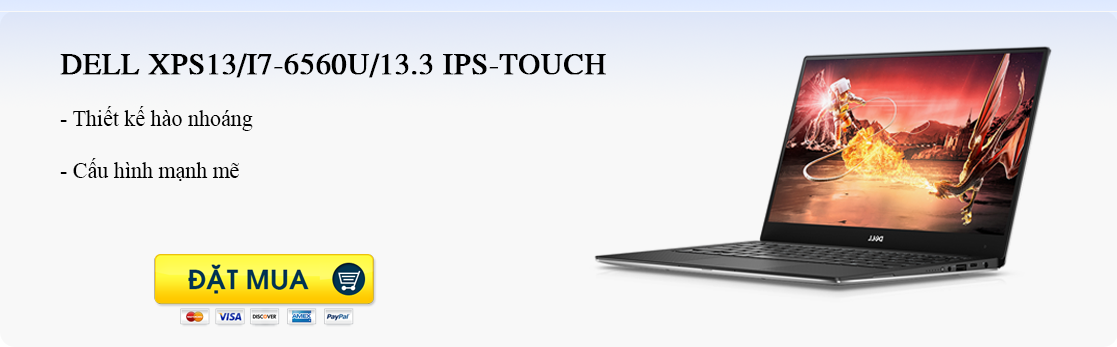 DELL XPS13/I7-6560U/13.3 IPS-TOUCH
- Thiết kế hào nhoáng
- Cấu hình mạnh mẽ
DELL
ĐẶT MUA
MasterCard
VISA
DISCOVER
AMEX
PayPal